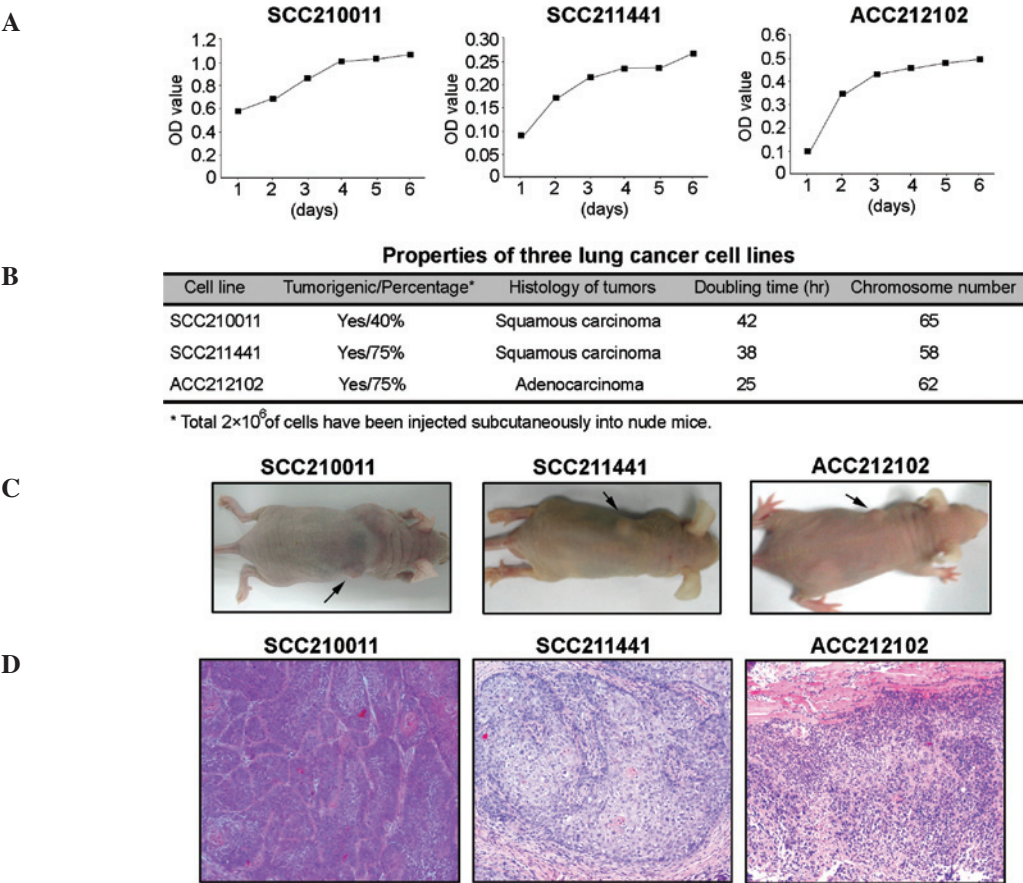 A
SCC210011 SCC211441 ACC212102
OD value
1.2
1.0
0.8
0.6
0.4
0.2
0
1 2 3 4 5 6
(days)
OD value
0.30
0.25
0.20
0.15
0.10
0.05
0
1 2 3 4 5 6
(days)
OD value
0.6
0.5
0.4
0.3
0.2
0.1
0
1 2 3 4 5 6
(days)
B
Properties of three lung cancer cell lines
Cell line Tumorigenic/Percentage* Histology of tumors Doubling time (hr) Chromosome number
SCC210011 Yes/40% Squamous carcinoma 42 65
SCC211441 Yes/75% Squamous carcinoma 38 58
ACC212102 Yes/75% Adenocarcinoma 25 62
* Total 2×10⁶of cells have been injected subcutaneously into nude mice.
C
SCC210011 SCC211441 ACC212102
D
SCC210011 SCC211441 ACC212102